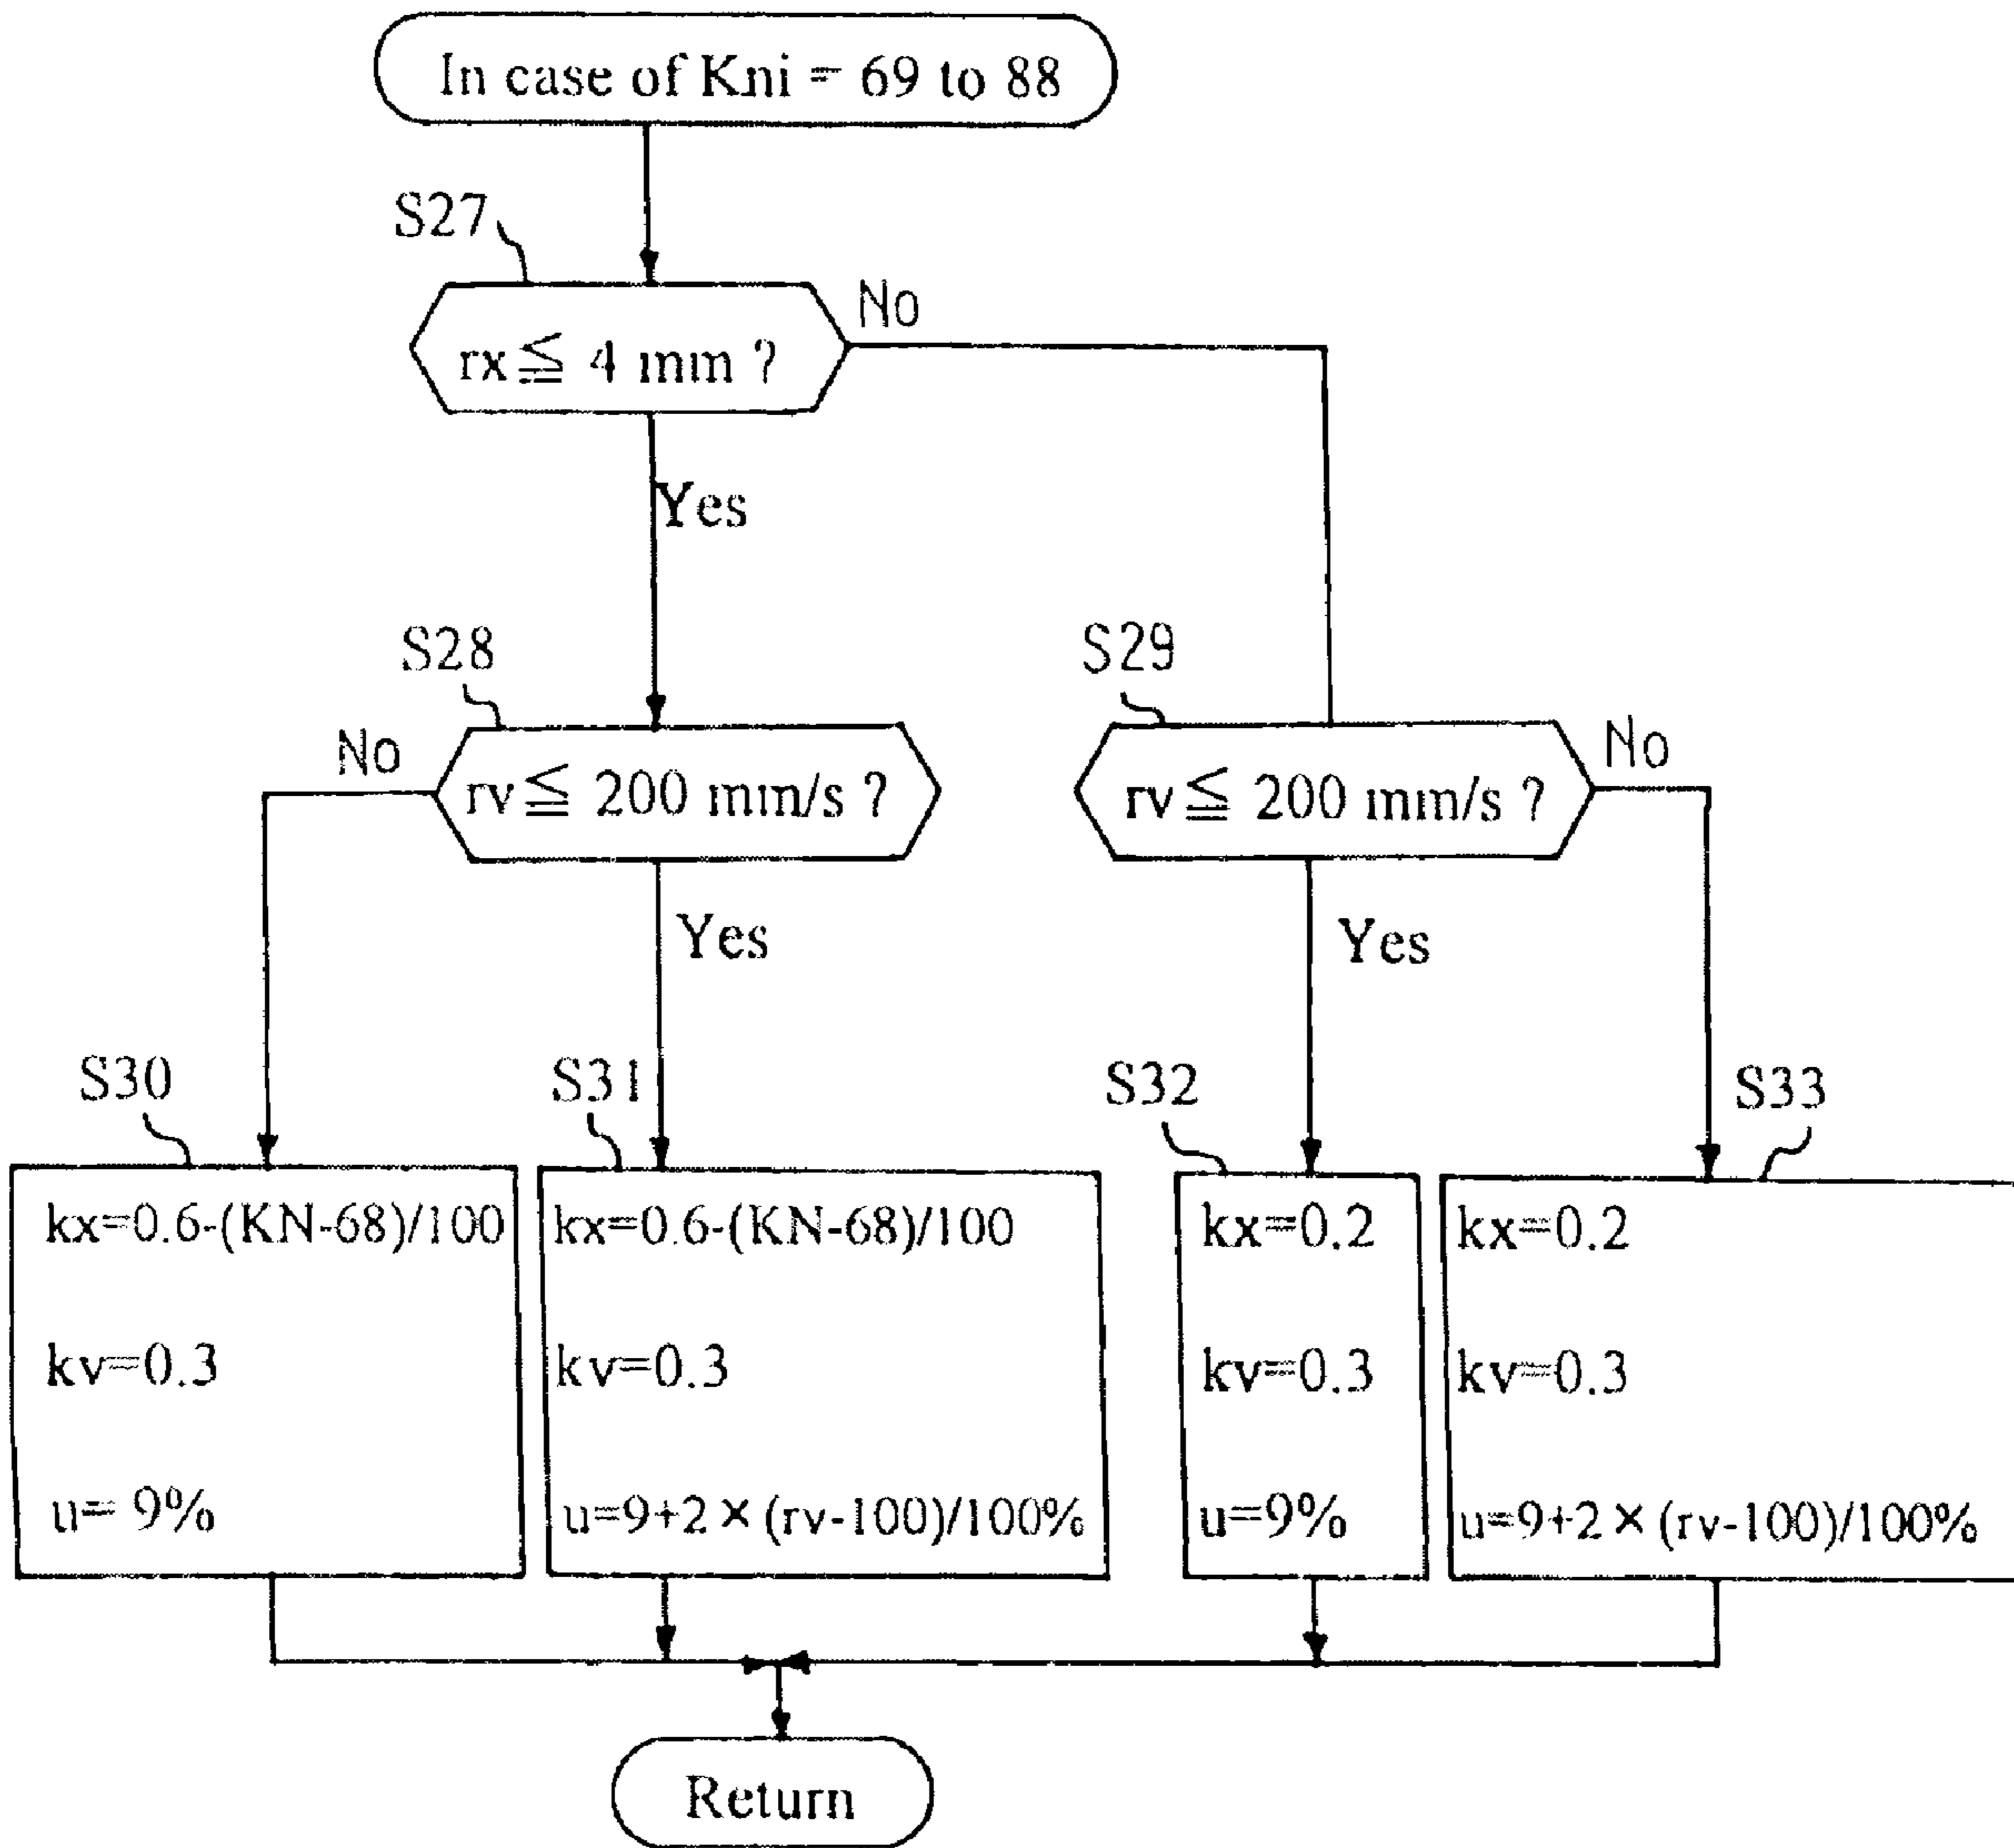 In case of Kni = 69 to 88
S27
No
rx ≦ 4 mm ?
Yes
S28
S29
No
rv ≦ 200 mm/s ?
rv ≦ 200 mm/s ?
No
Yes
Yes
S30
S31
S32
S33
kx=0.6-(KN-68)/100
kv=0.3
u= 9%
kx=0.6-(KN-68)/100
kv=0.3
u=9+2 × (rv-100)/100%
kx=0.2
kv=0.3
u=9%
kx=0.2
kv=0.3
u=9+2 × (rv-100)/100%
Return